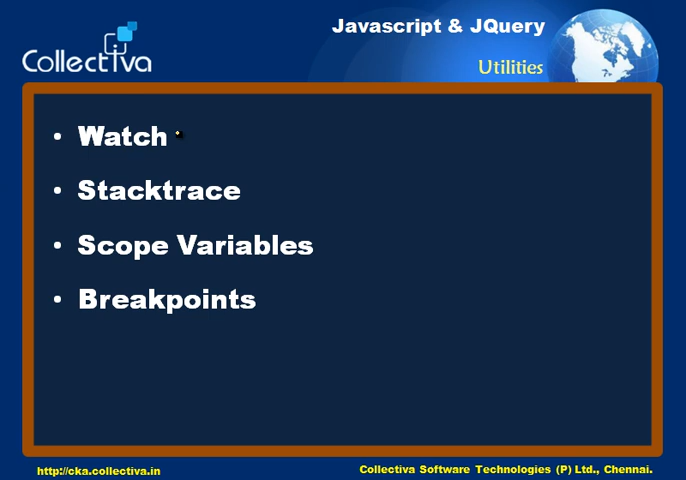 Javascript & JQuery
Collectiva
Utilities
• Watch
• Stacktrace
• Scope Variables
• Breakpoints
http://cka.collectiva.in
Collectiva Software Technologies (P) Ltd., Chennai.